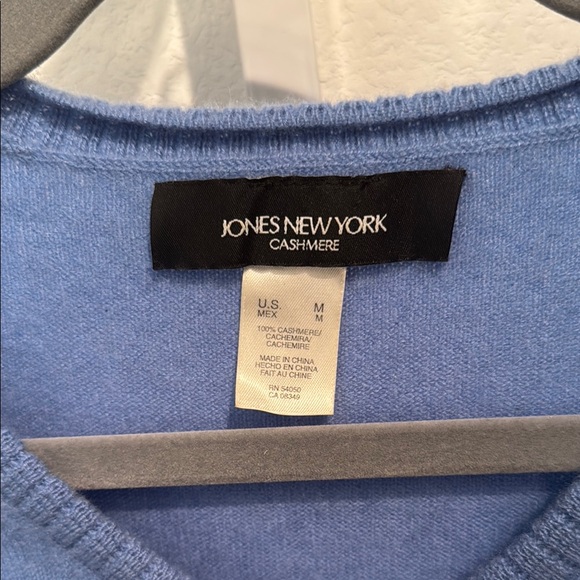 JONES NEW YORK
CASHMERE
U.S. M
MEX M
100% CASHMERE/
CACHEMIRA/
CACHEMIRE
MADE IN CHINA
HECHO EN CHINA
FAIT AU CHINE
RN 54050
CA 08349